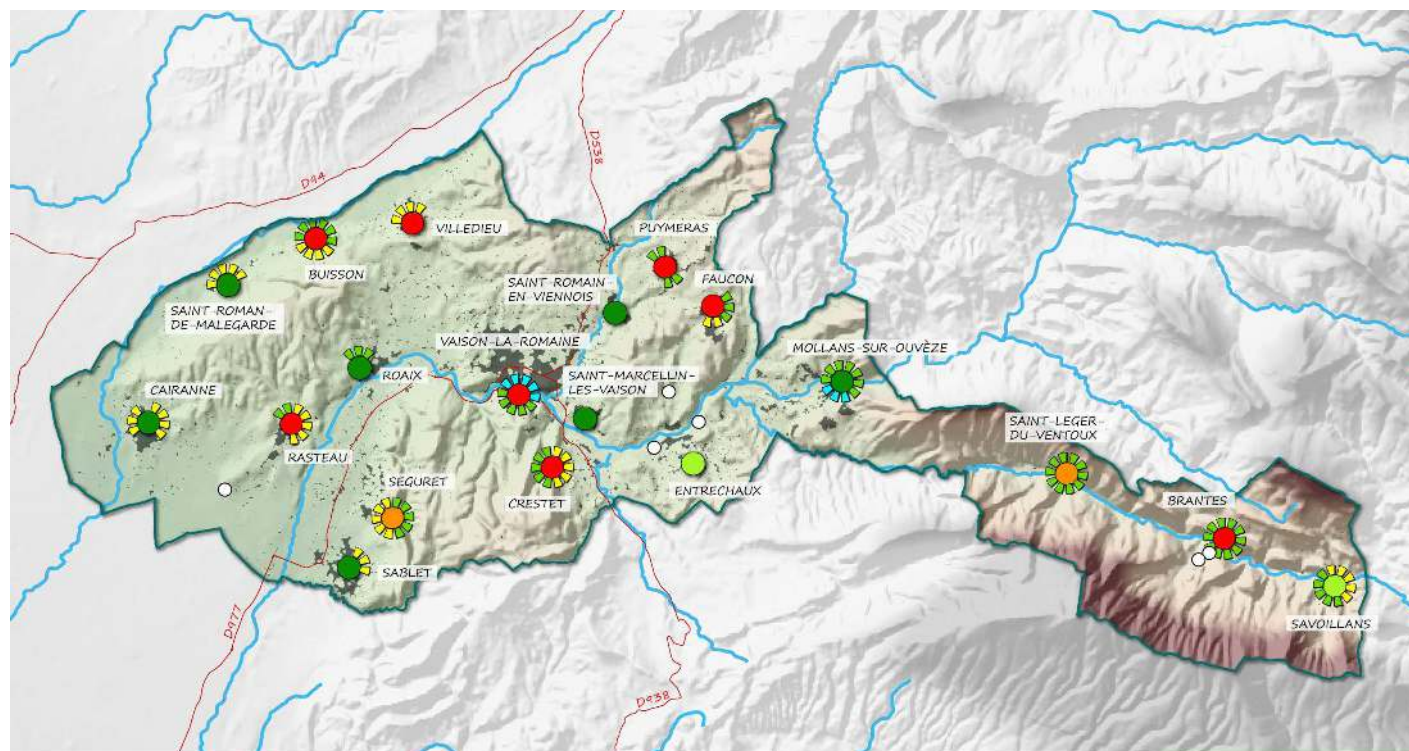 D538
D94
VILLEDIEU
PUYMERAS
BUISSON
FAUCON
SAINT-ROMAIN
EN-VIENNOIS
SAINT-ROMAN-
DE-MALEGARDE
VAISON-LA-ROMAINE
MOLLANS-SUR-OUVÈZE
ROAIX
SAINT-MARCELLIN-
LES-VAISON
CAIRANNE
RASTEAU
SAINT-LEGER-
DU-VENTOUX
SEGURET
CRESTET
ENTRECHAUX
BRANTES
SABLET
D977
SAVOILLANS
D938